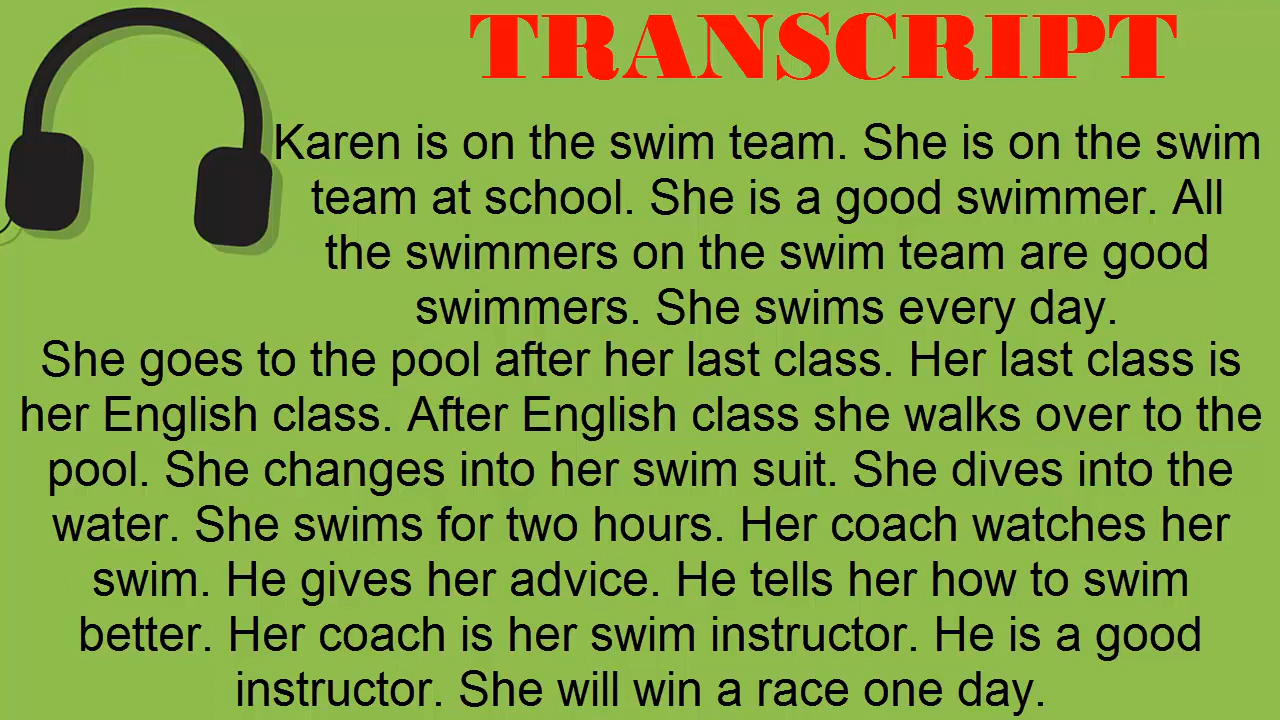 TRANSCRIPT
Karen is on the swim team. She is on the swim
team at school. She is a good swimmer. All
the swimmers on the swim team are good
swimmers. She swims every day.
She goes to the pool after her last class. Her last class is
her English class. After English class she walks over to the
pool. She changes into her swim suit. She dives into the
water. She swims for two hours. Her coach watches her
swim. He gives her advice. He tells her how to swim
better. Her coach is her swim instructor. He is a good
instructor. She will win a race one day.